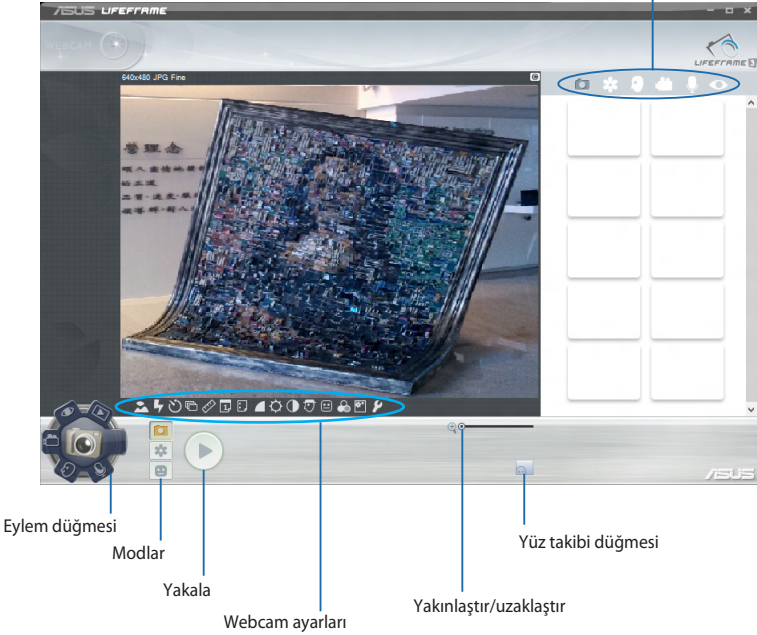 ASUS LIFEFRAME
WEBCAM
LIFEFRAME 3
640x480 JPG Fine
ASUS
Eylem düğmesi
Modlar
Yakala
Webcam ayarları
Yakınlaştır/uzaklaştır
Yüz takibi düğmesi